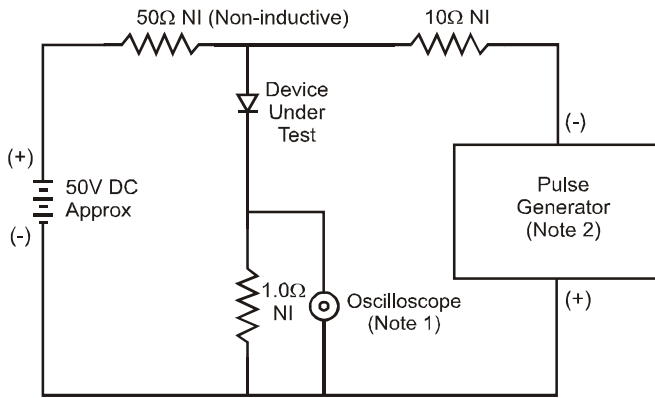 50Ω NI (Non-inductive)
10Ω NI
Device
Under
Test
(-)
(+)
50V DC
Approx
(-)
Pulse
Generator
(Note 2)
1.0Ω
NI
Oscilloscope
(Note 1)
(+)